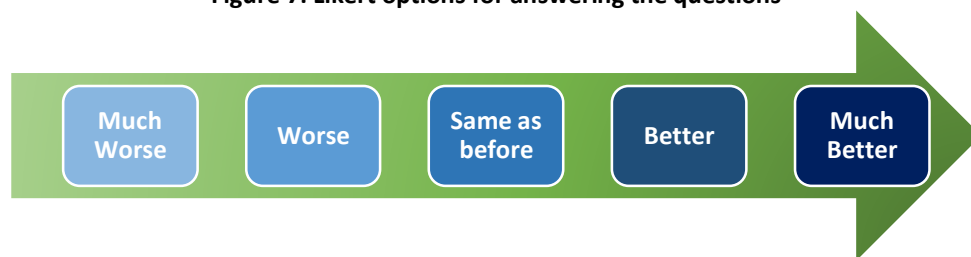 Figure 7. Likert options for answering the questions
Much
Worse
Worse
Same as
before
Better
Much
Better